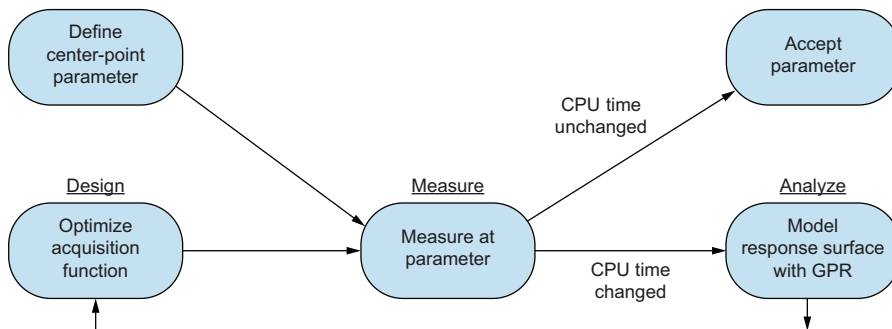 Define
center-point
parameter
Accept
parameter
CPU time
unchanged
Design
Measure
Analyze
Optimize
acquisition
function
Measure at
parameter
Model
response surface
with GPR
CPU time
changed